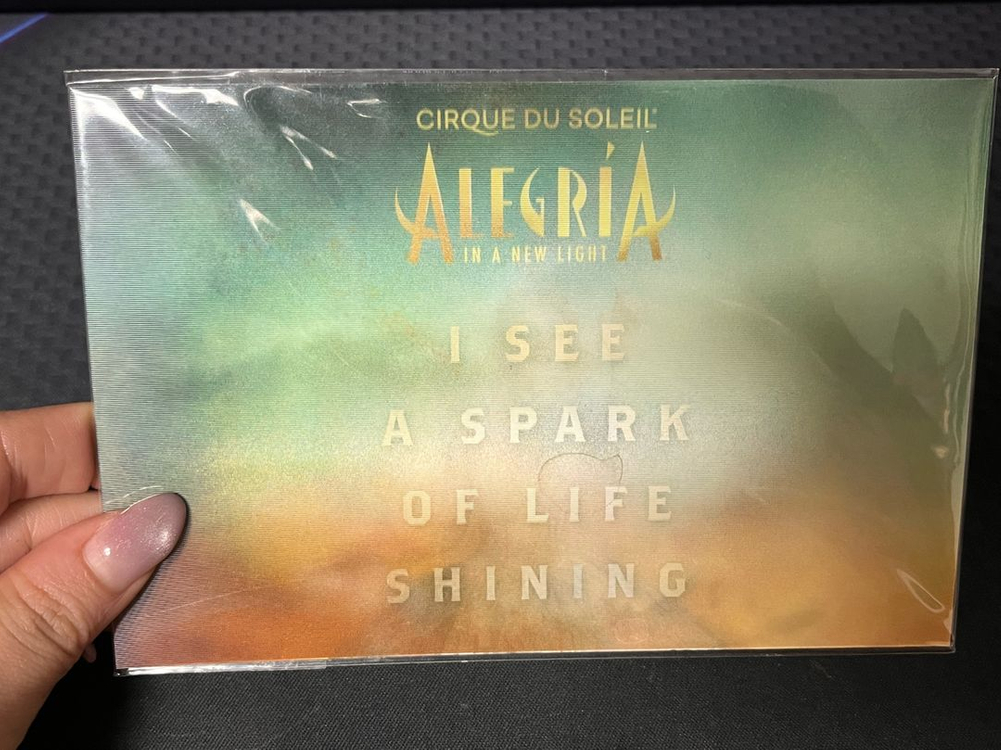 CIRQUE DU SOLEIL
ALEGRÍA
IN A NEW LIGHT
I SEE
A SPARK
OF LIFE
SHINING